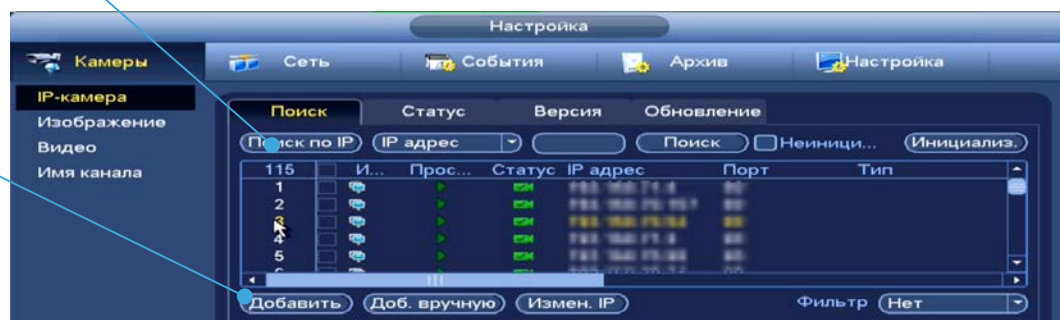 Настройка
Камеры Сеть События Архив Настройка
IP-камера
Изображение
Видео
Имя канала
Поиск Статус Версия Обновление
Поиск по IP IP адрес Поиск Неиници... Инициализ.
115 И... Прос... Статус IP адрес Порт Тип
1
2
3
4
5
Добавить Доб. вручную Измен. IP Фильтр Нет